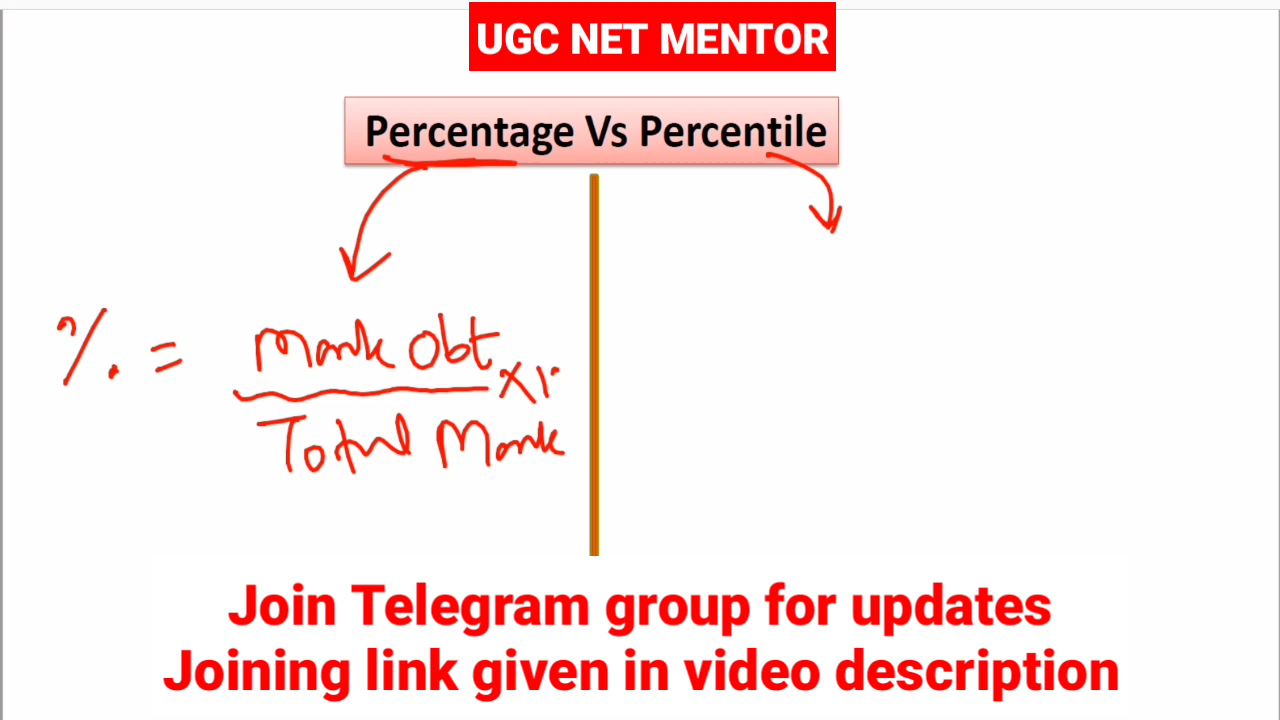 UGC NET MENTOR
Percentage Vs Percentile
% = Mark Obt
Total Mark
Join Telegram group for updates
Joining link given in video description